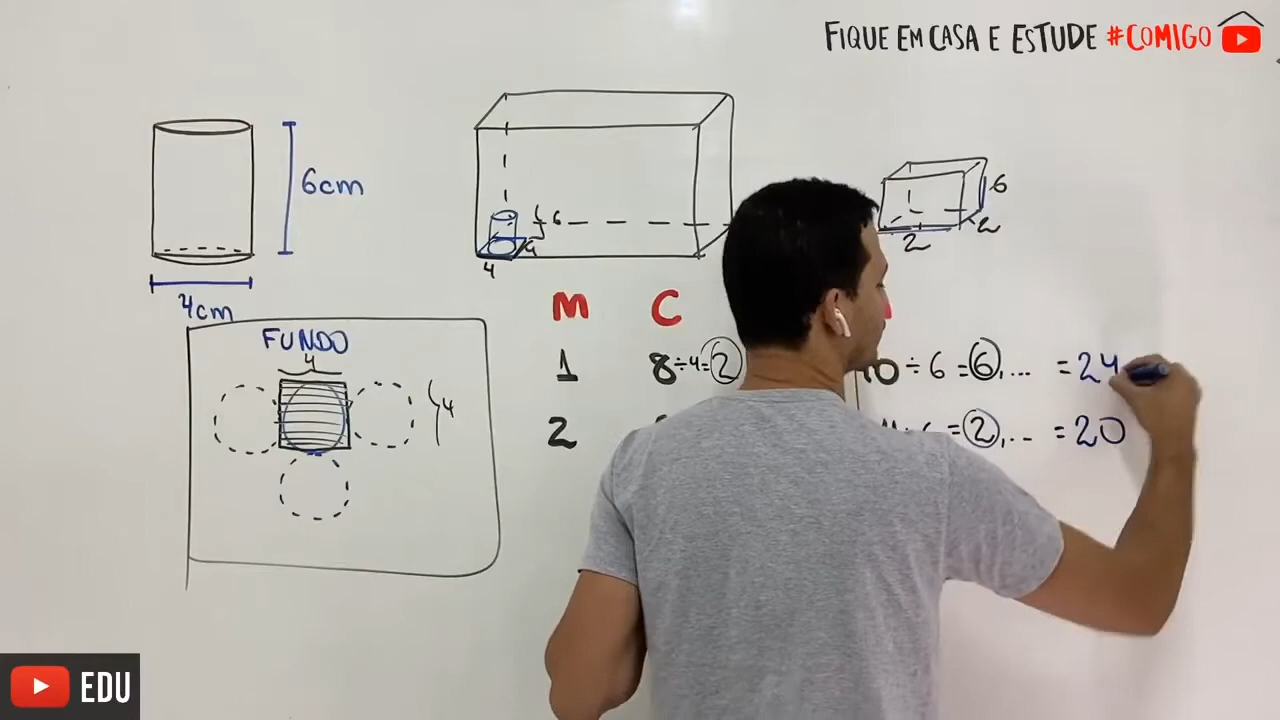 FIQUE EM CASA E ESTUDE #COMIGO
6cm
4cm
6
4
4
6
2
2
FUNDO
4
4
M C
1 8÷4=2 40÷6=6,... =24
2 =2,... =20
EDU